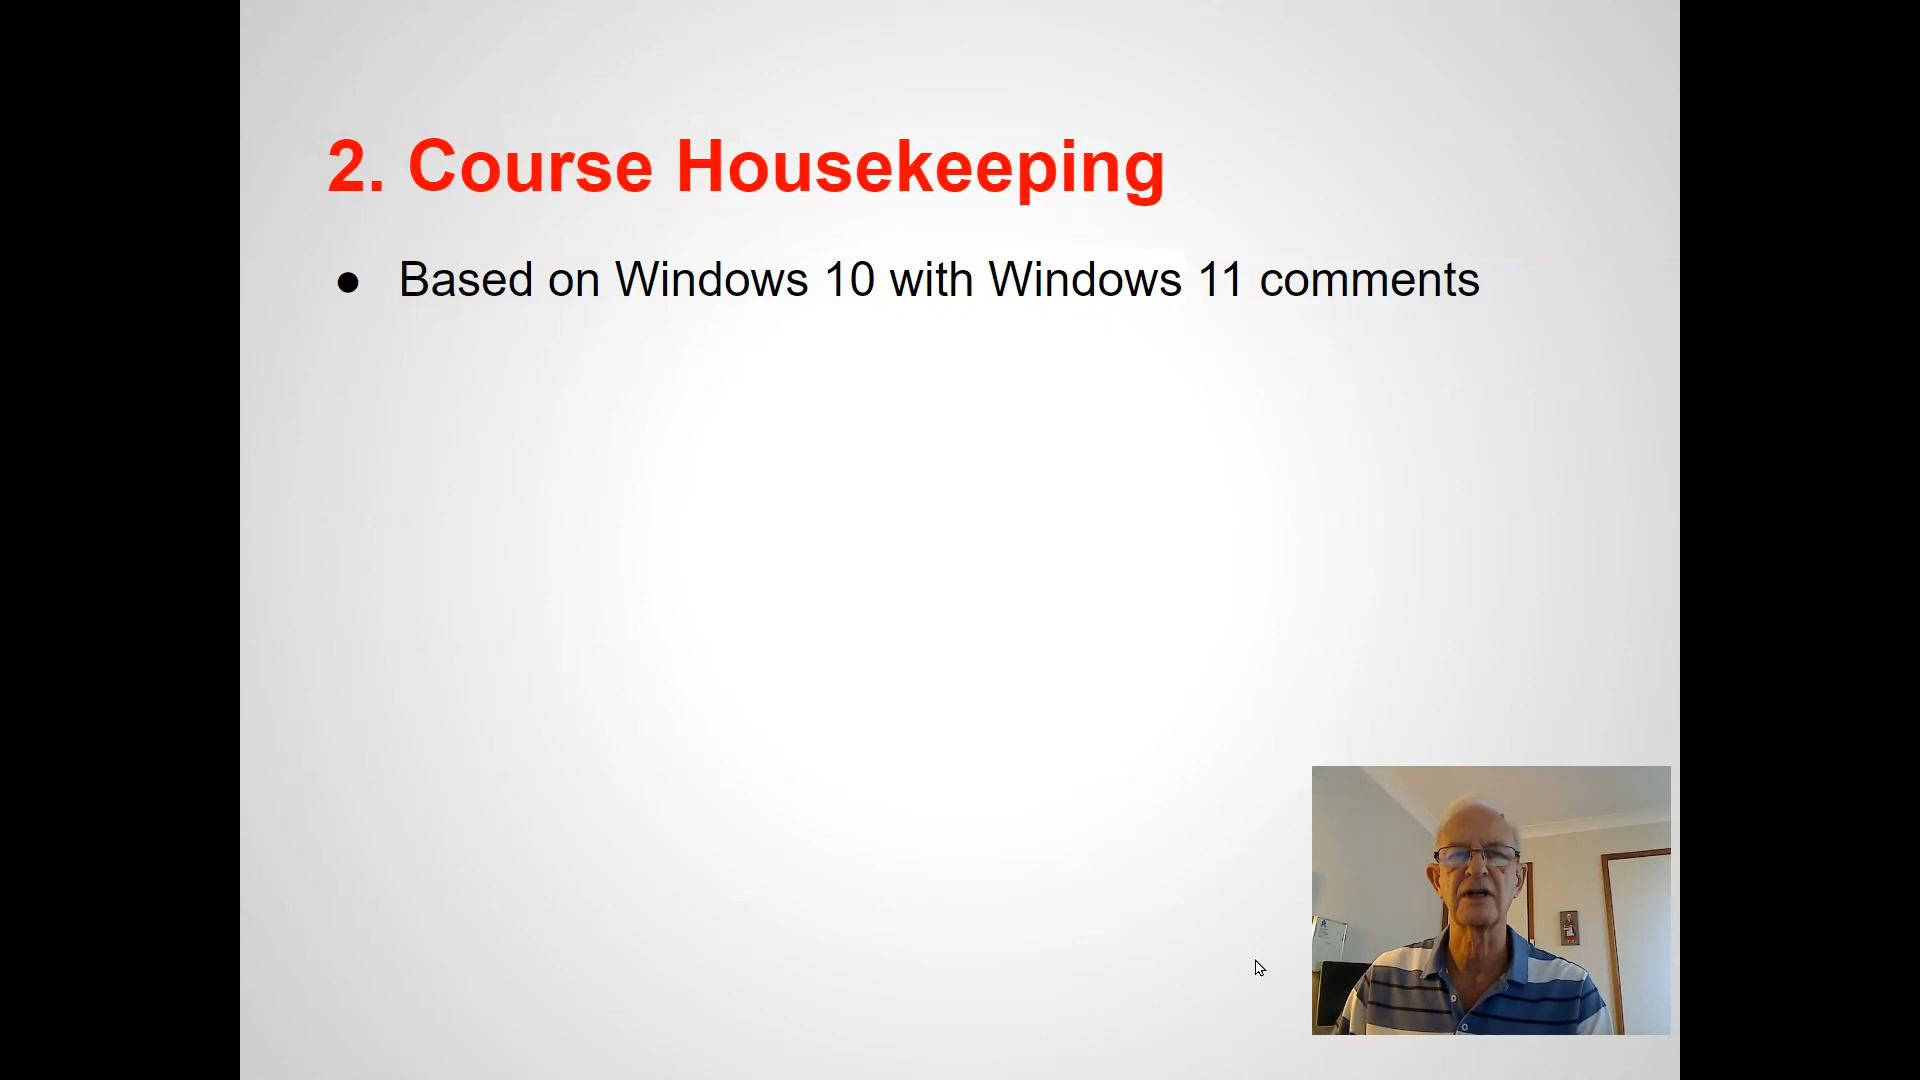 2. Course Housekeeping
● Based on Windows 10 with Windows 11 comments